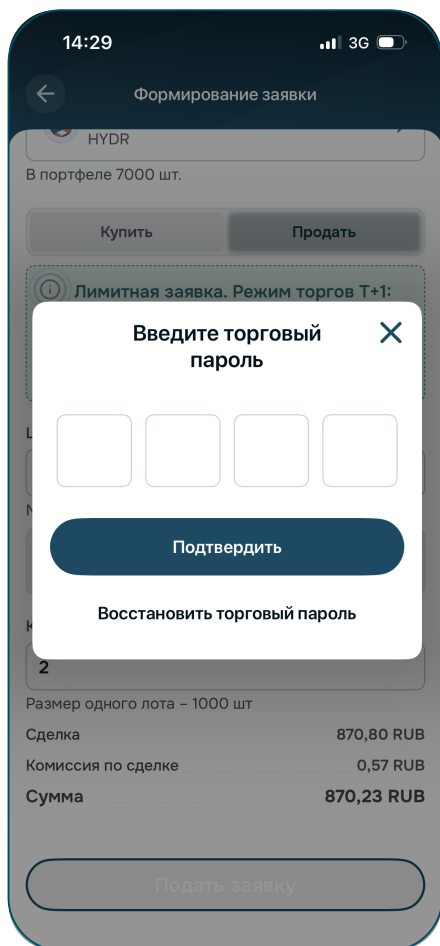 14:29
3G
Формирование заявки
HYDR
В портфеле 7000 шт.
Купить
Продать
Лимитная заявка. Режим торгов Т+1:
Введите торговый
пароль
Подтвердить
Восстановить торговый пароль
2
Размер одного лота – 1000 шт
Сделка 870,80 RUB
Комиссия по сделке 0,57 RUB
Сумма 870,23 RUB
Подать заявку